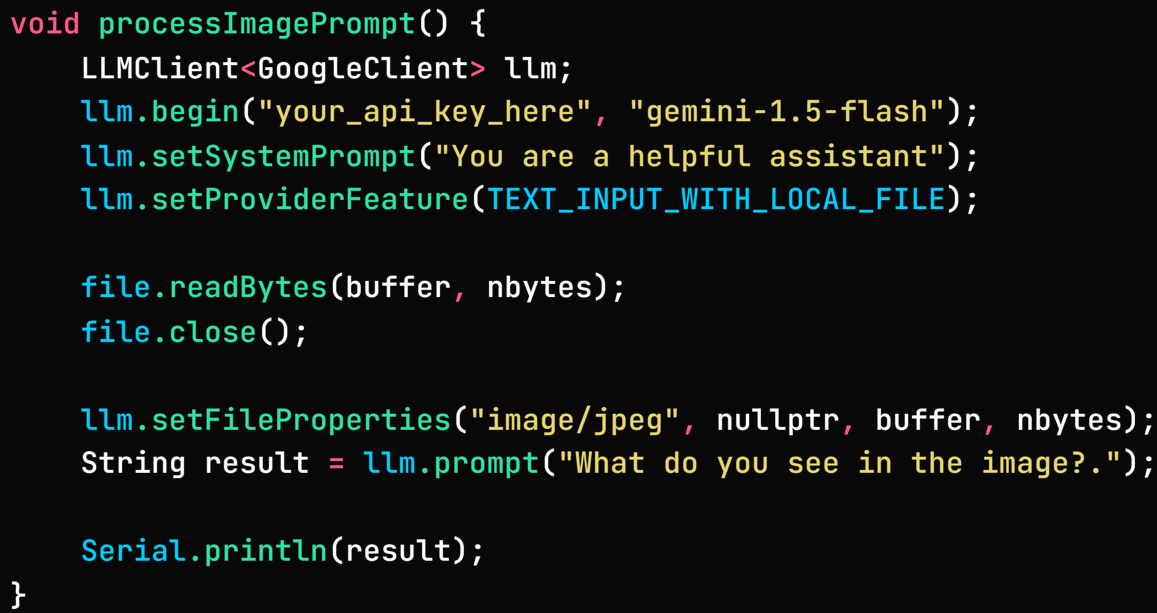 void processImagePrompt() {
    LLMClient<GoogleClient> llm;
    llm.begin("your_api_key_here", "gemini-1.5-flash");
    llm.setSystemPrompt("You are a helpful assistant");
    llm.setProviderFeature(TEXT_INPUT_WITH_LOCAL_FILE);
    file.readBytes(buffer, nbytes);
    file.close();
    llm.setFileProperties("image/jpeg", nullptr, buffer, nbytes);
    String result = llm.prompt("What do you see in the image?.");
    Serial.println(result);
}